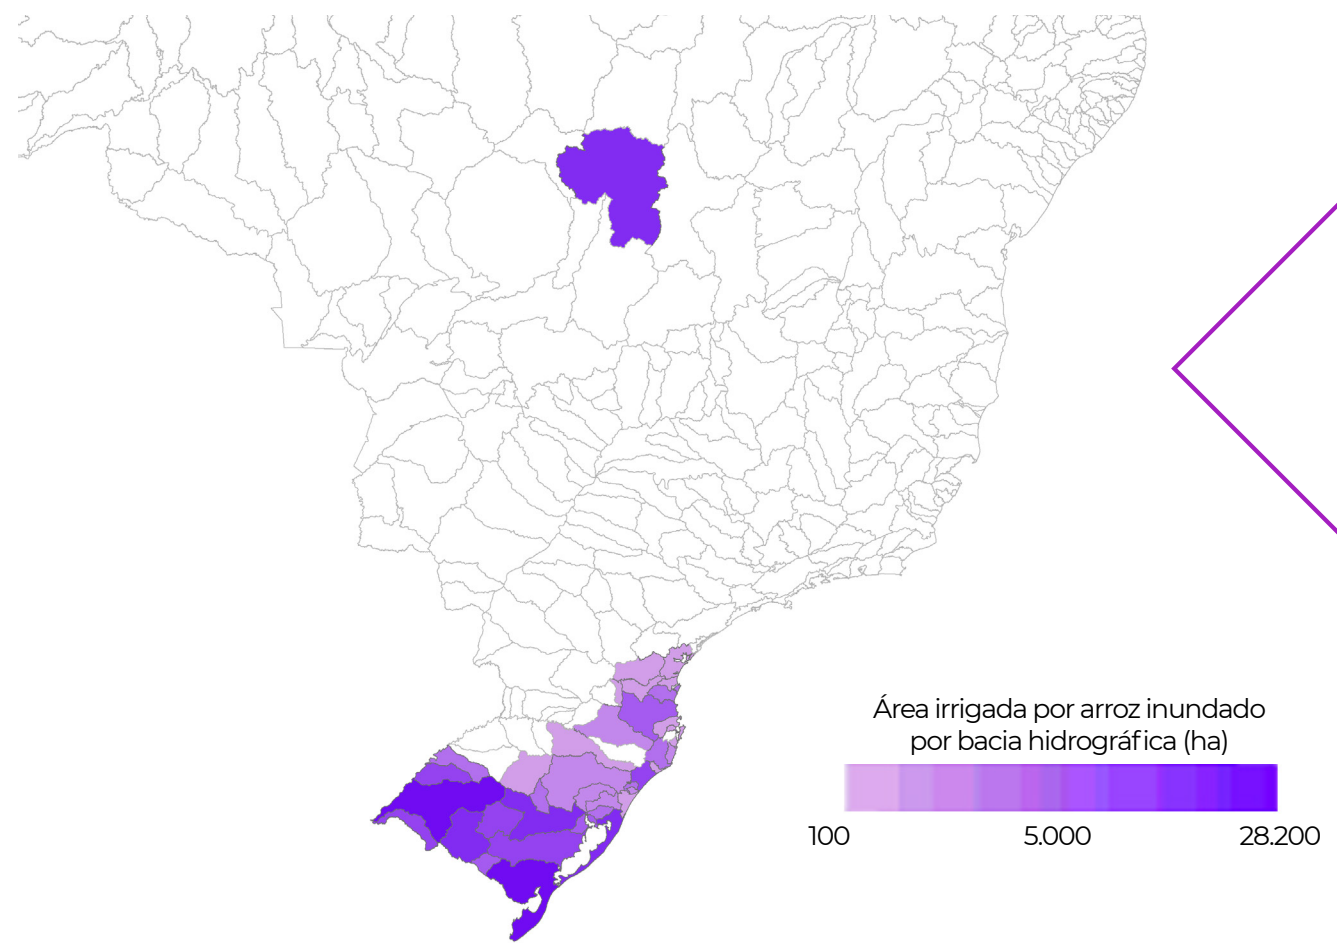 Área irrigada por arroz inundado
por bacia hidrográfica (ha)
100 5.000 28.200